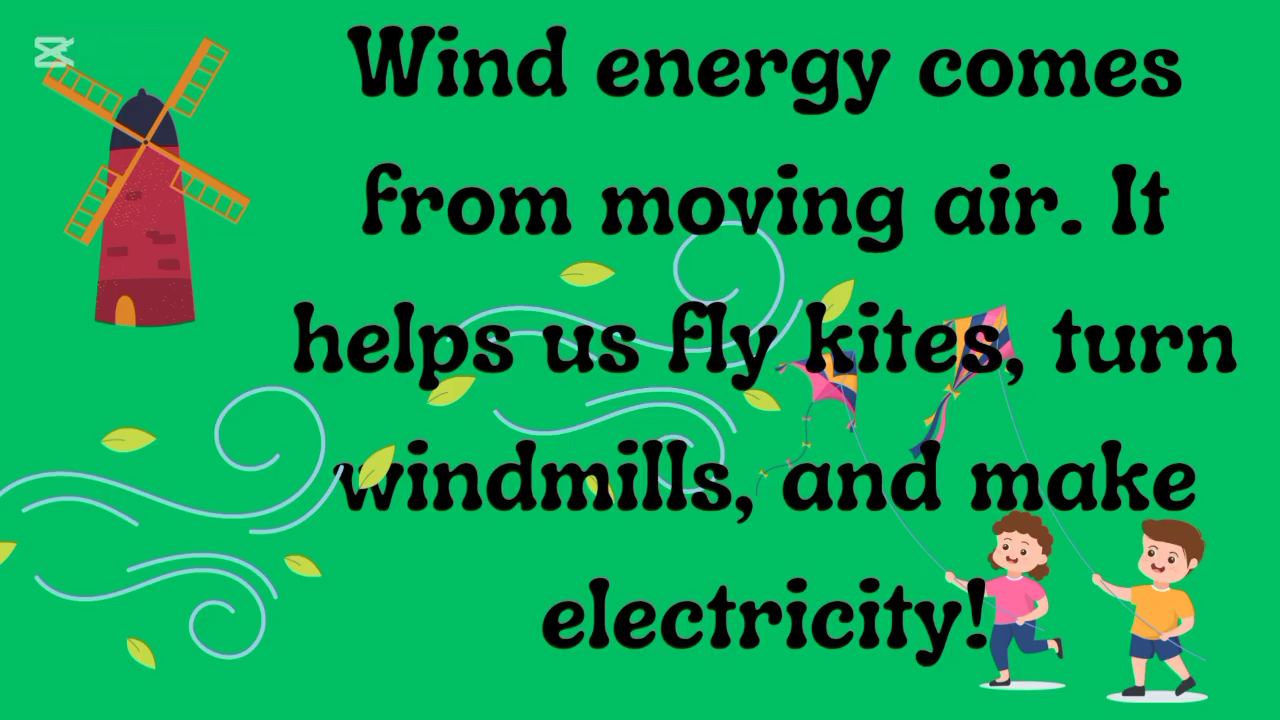 Wind energy comes
from moving air. It
helps us fly kites, turn
windmills, and make
electricity!